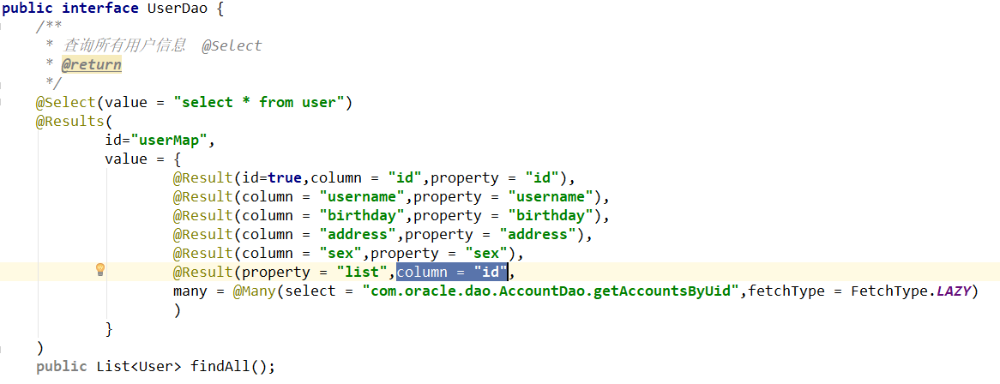 public interface UserDao {
/**
* 查询所有用户信息 @Select
* @return
*/
@Select(value = "select * from user")
@Results(
id="userMap",
value = {
@Result(id=true,column = "id",property = "id"),
@Result(column = "username",property = "username"),
@Result(column = "birthday",property = "birthday"),
@Result(column = "address",property = "address"),
@Result(column = "sex",property = "sex"),
@Result(property = "list",column = "id",
many = @Many(select = "com.oracle.dao.AccountDao.getAccountsByUid",fetchType = FetchType.LAZY)
)
}
)
public List<User> findAll();